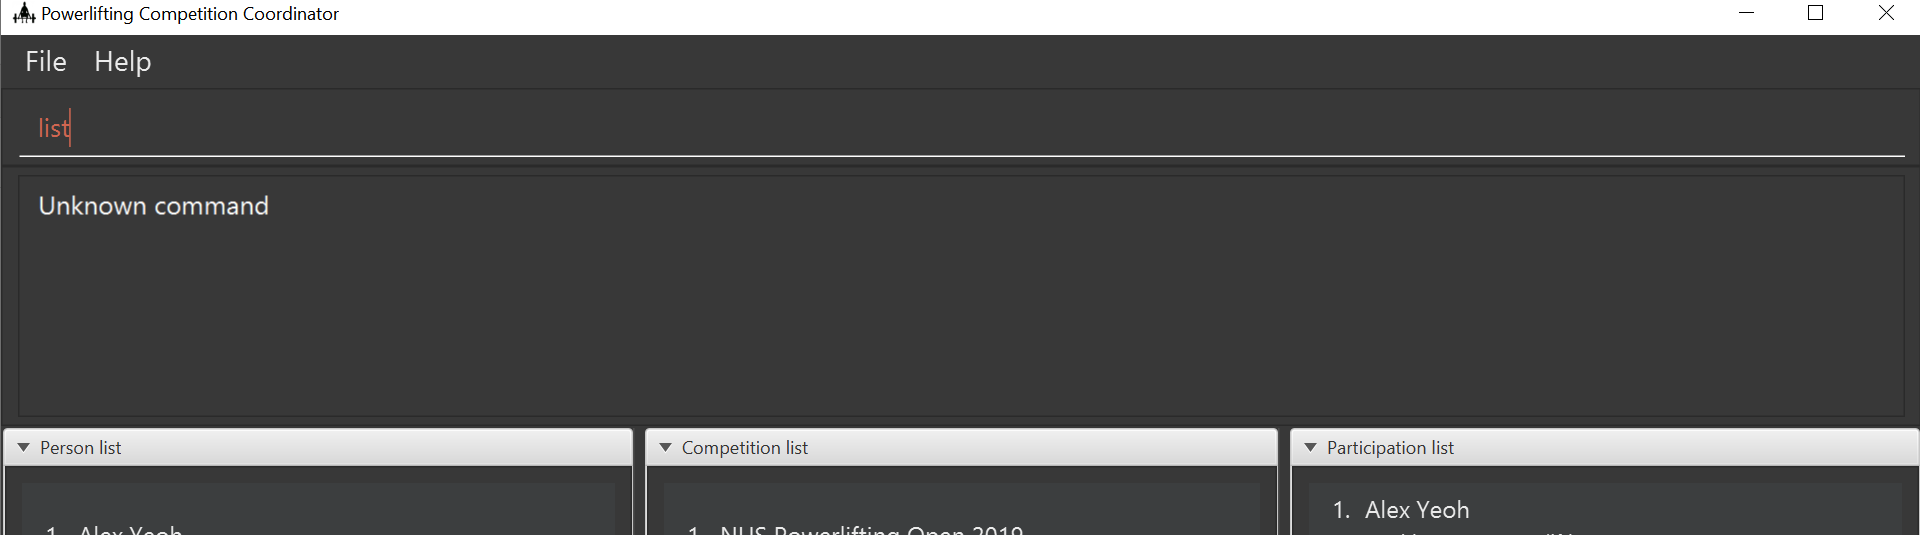 Powerlifting Competition Coordinator
File Help
list
Unknown command
Person list Competition list Participation list
1. Alex Yeoh
1. Alex Yeoh 1. NUS Powerlifting Open 2019